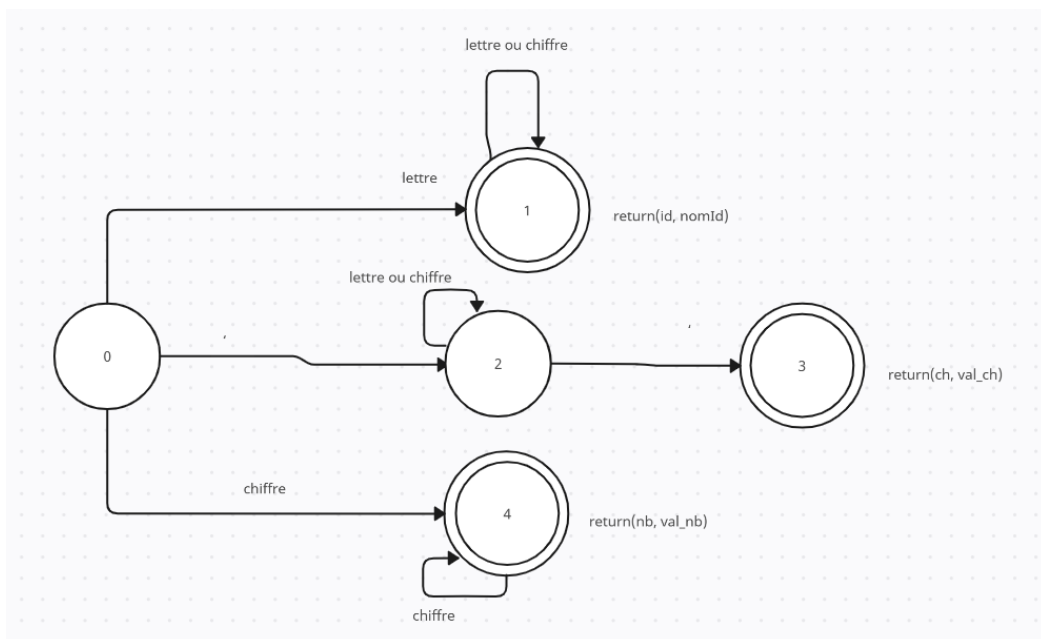 lettre ou chiffre
lettre
1
return(id, nomId)
lettre ou chiffre
'
'
0
2
3
return(ch, val_ch)
chiffre
4
return(nb, val_nb)
chiffre